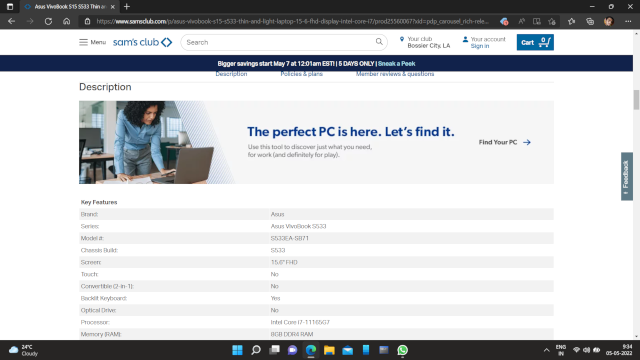 Asus VivoBook S15 S533 Thin an
https://www.samsclub.com/p/asus-vivobook-s15-s533-thin-and-light-laptop-15-6-fhd-display-intel-core-i7/prod25560067?xid=pdp_carousel_rich-rele...
Menu
sam's club
Search
Your club
Bossier City, LA
Your account
Sign in
Cart
0
Bigger savings start May 7 at 12:01am EST! | 5 DAYS ONLY | Sneak a Peek
Description
Policies & plans
Member reviews & questions
Description
The perfect PC is here. Let's find it.
Use this tool to discover just what you need,
for work (and definitely for play).
Find Your PC
Feedback
Key Features
Brand: Asus
Series: Asus VivoBook S533
Model #: S533EA-SB71
Chassis Build: S533
Screen: 15.6" FHD
Touch: No
Convertible (2-in-1): No
Backlit Keyboard: Yes
Optical Drive: No
Processor: Intel Core i7-1165G7
Memory (RAM): 8GB DDR4 RAM
24°C
Cloudy
ENG
IN
9:34
05-05-2022